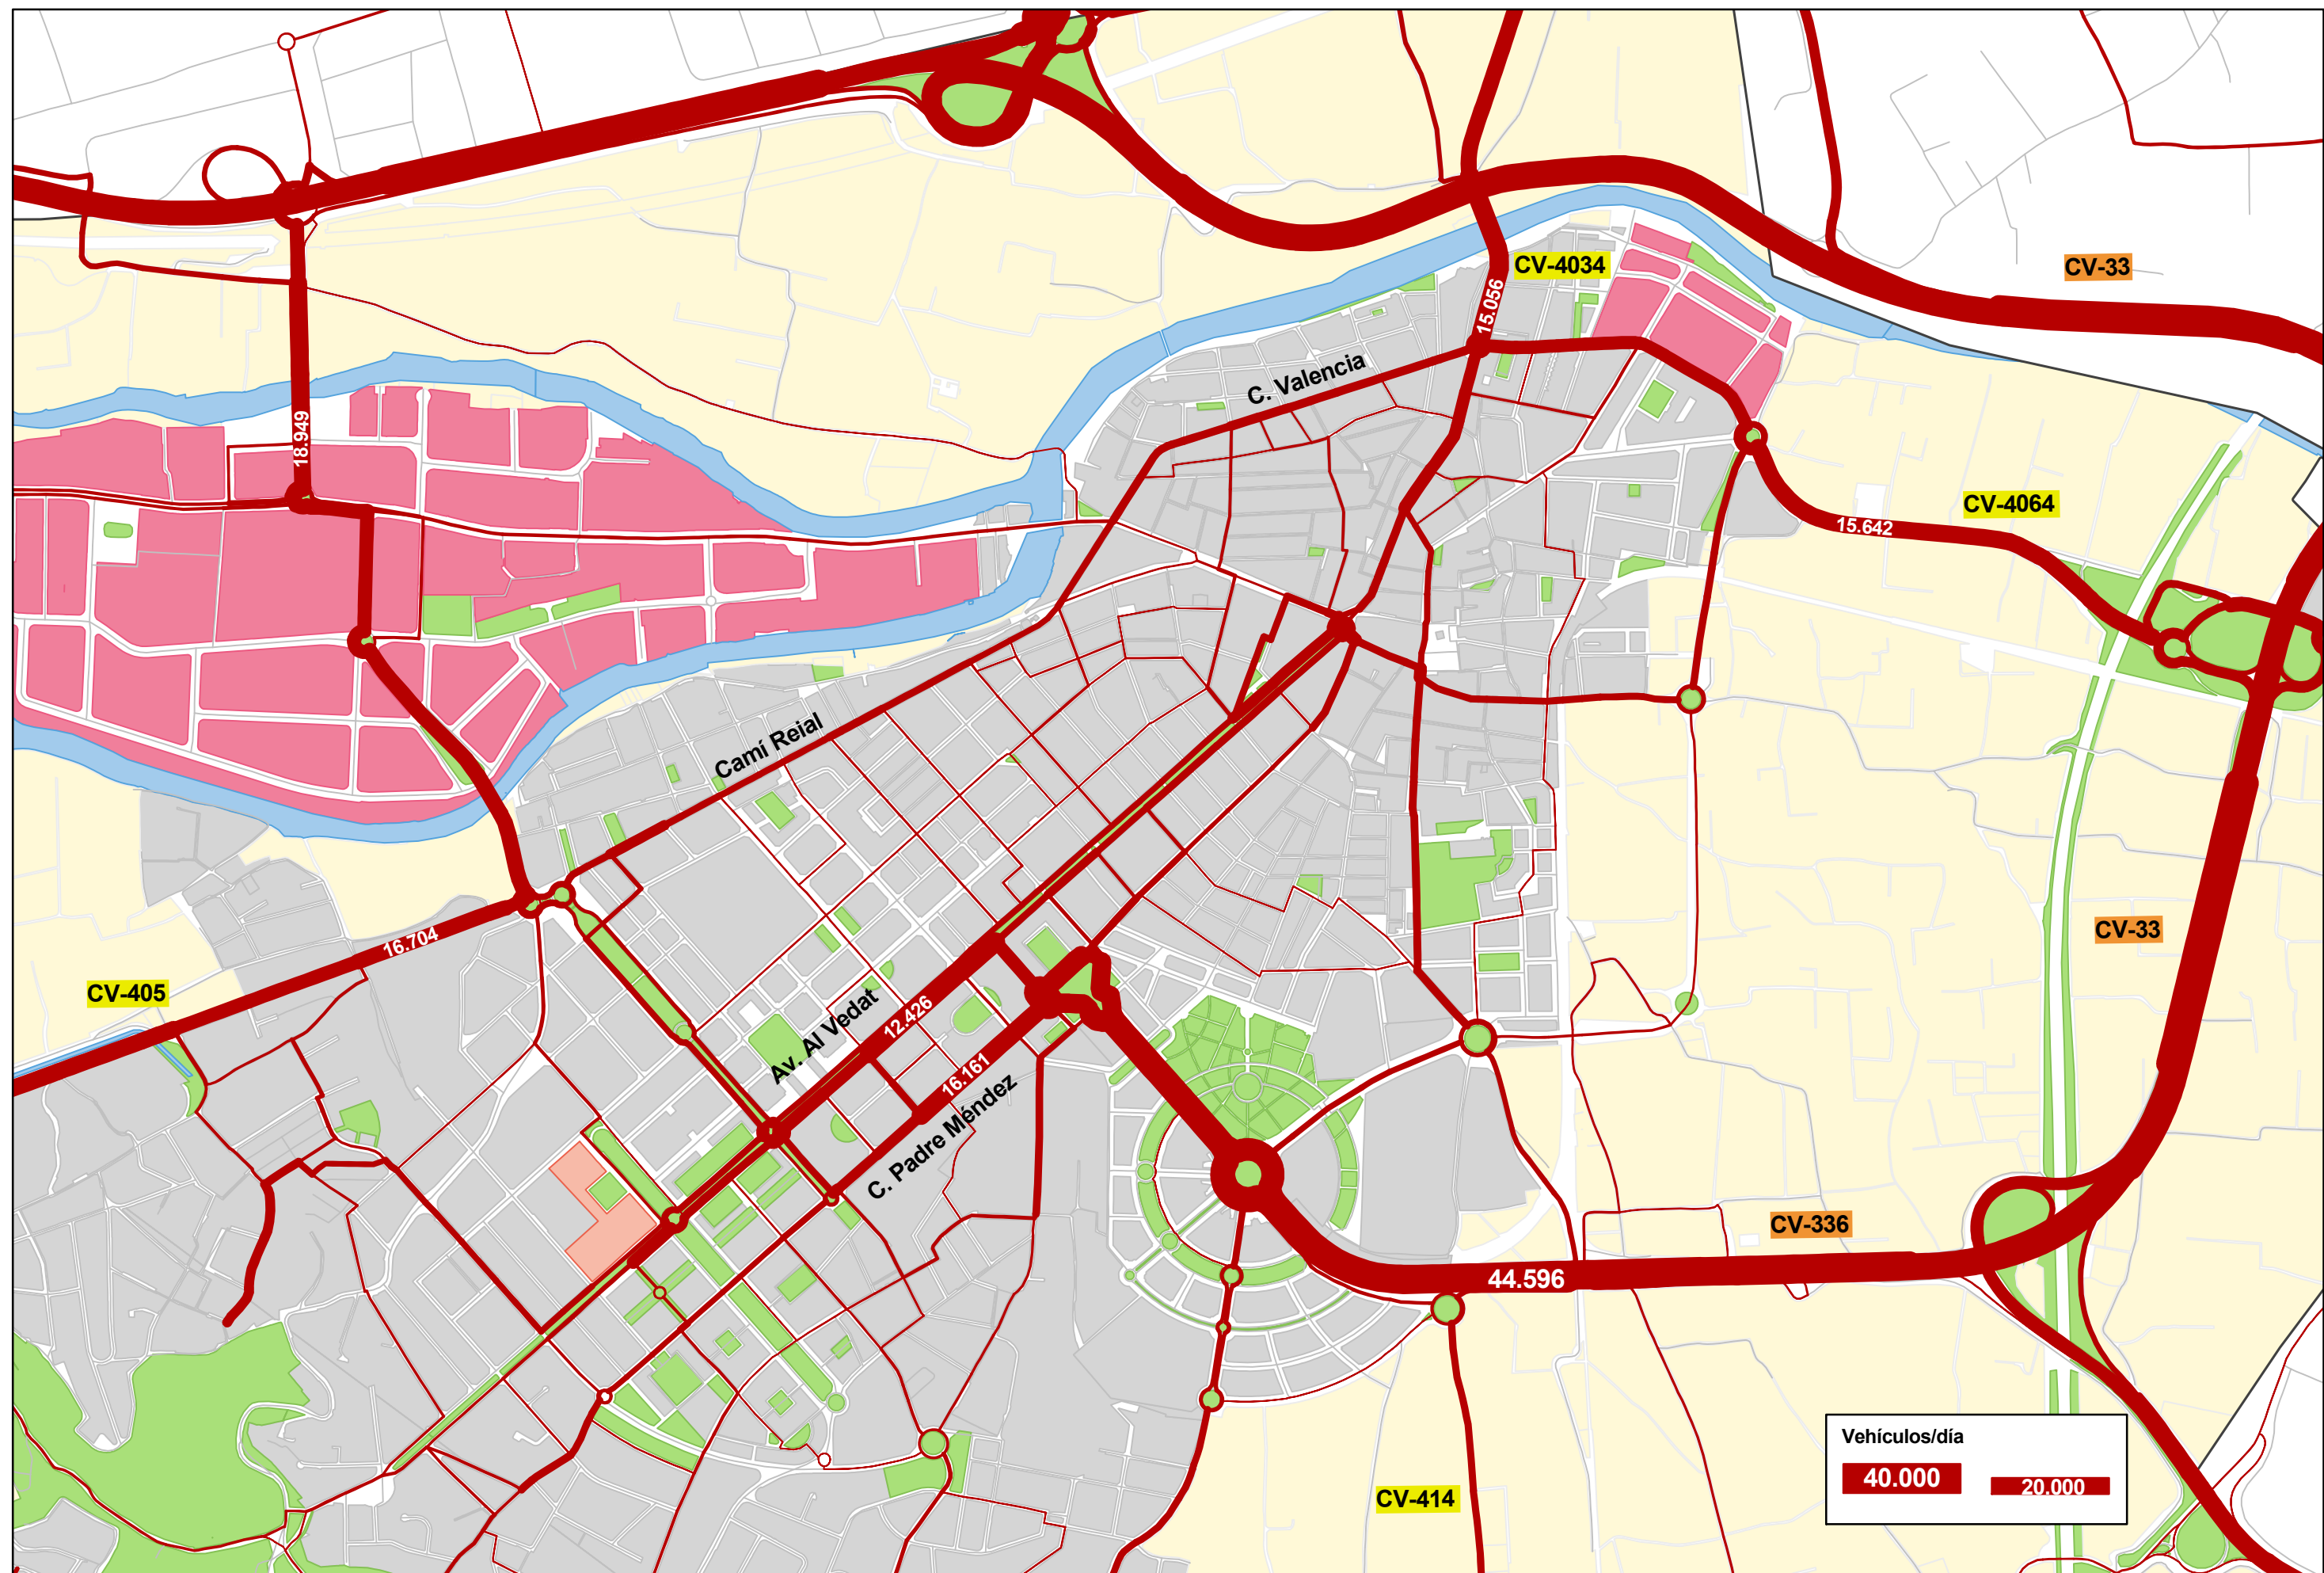 CV-4034
CV-33
15.056
C. Valencia
18.949
CV-4064
15.642
Camí Reial
16.704
CV-33
CV-405
Av. Al Vedat
12.426
16.161
C. Padre Méndez
CV-336
44.596
Vehículos/día
40.000
20.000
CV-414